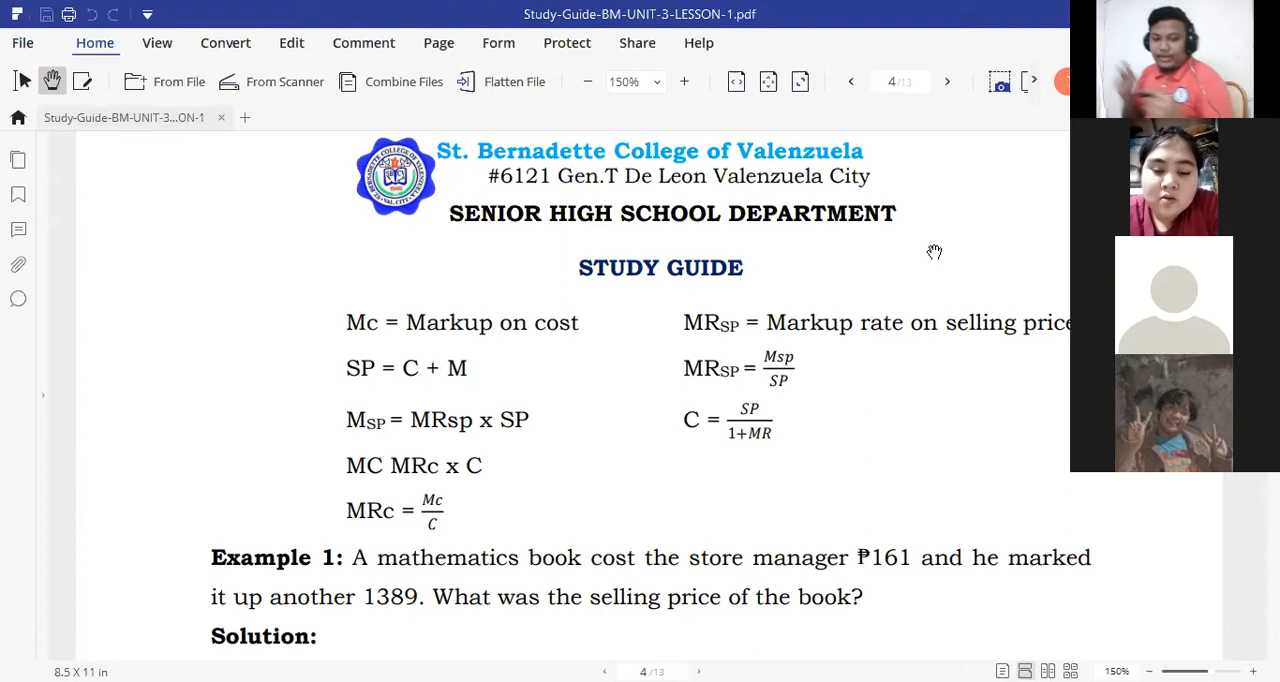 Study-Guide-BM-UNIT-3-LESSON-1.pdf
File Home View Convert Edit Comment Page Form Protect Share Help
From File From Scanner Combine Files Flatten File 150% 4/13
Study-Guide-BM-UNIT-3...ON-1
St. Bernadette College of Valenzuela
#6121 Gen.T De Leon Valenzuela City
SENIOR HIGH SCHOOL DEPARTMENT
STUDY GUIDE
Mc = Markup on cost
MRSP = Markup rate on selling price
SP = C + M
MRSP = Msp/SP
MSP = MRsp x SP
C = SP/1+MR
MC MRc x C
MRc = Mc/C
Example 1: A mathematics book cost the store manager ₱161 and he marked
it up another 1389. What was the selling price of the book?
Solution:
8.5 X 11 in 4/13 150%